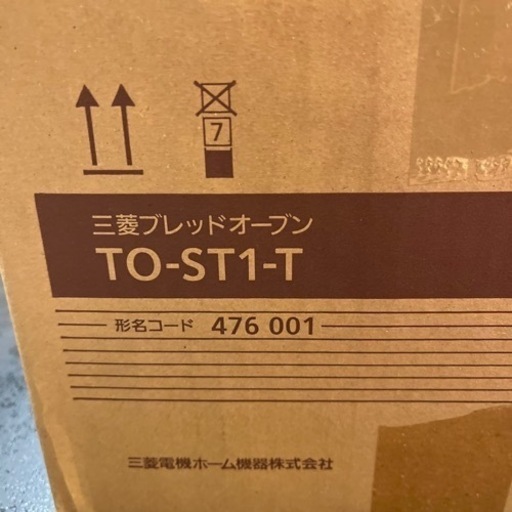 7
三菱ブレッドオーブン
TO-ST1-T
形名コード 476 001
三菱電機ホーム機器株式会社